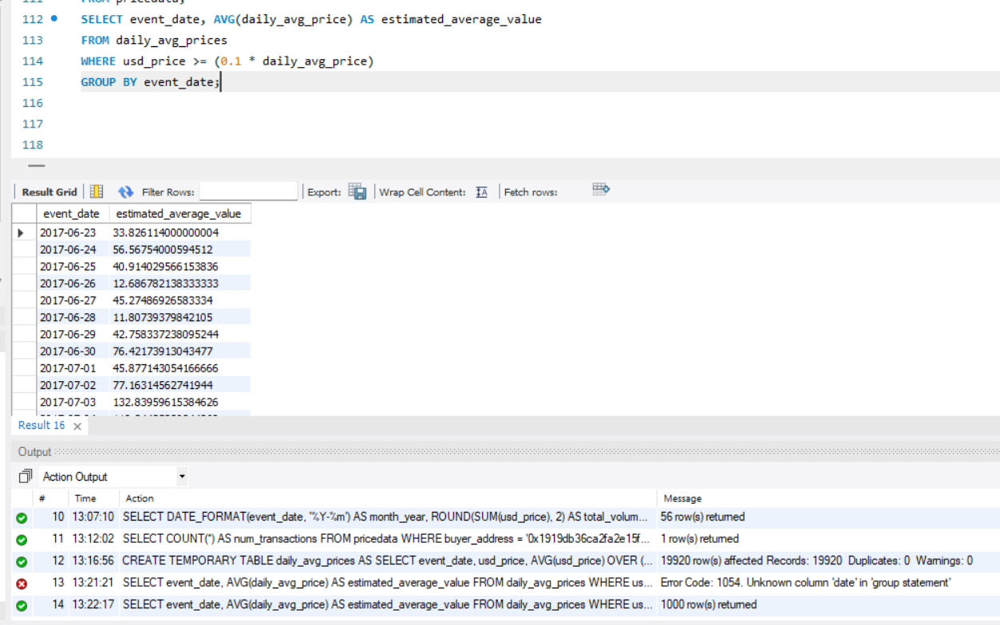 111 FROM pricedata;
112 SELECT event_date, AVG(daily_avg_price) AS estimated_average_value
113 FROM daily_avg_prices
114 WHERE usd_price >= (0.1 * daily_avg_price)
115 GROUP BY event_date;
116
117
118
Result Grid Filter Rows: Export: Wrap Cell Content: IA Fetch rows:
event_date estimated_average_value
2017-06-23 33.826114000000004
2017-06-24 56.56754000594512
2017-06-25 40.914029566153836
2017-06-26 12.686782138333333
2017-06-27 45.27486926583334
2017-06-28 11.80739379842105
2017-06-29 42.758337238095244
2017-06-30 76.42173913043477
2017-07-01 45.877143054166666
2017-07-02 77.16314562741944
2017-07-03 132.83959615384626
Result 16
Output
Action Output
# Time Action Message
10 13:07:10 SELECT DATE_FORMAT(event_date, '%Y-%m') AS month_year, ROUND(SUM(usd_price), 2) AS total_volum... 56 row(s) returned
11 13:12:02 SELECT COUNT(*) AS num_transactions FROM pricedata WHERE buyer_address = '0x1919db36ca2fa2e15f... 1 row(s) returned
12 13:16:56 CREATE TEMPORARY TABLE daily_avg_prices AS SELECT event_date, usd_price, AVG(usd_price) OVER (... 19920 row(s) affected Records: 19920 Duplicates: 0 Warnings: 0
13 13:21:21 SELECT event_date, AVG(daily_avg_price) AS estimated_average_value FROM daily_avg_prices WHERE us... Error Code: 1054. Unknown column 'date' in 'group statement'
14 13:22:17 SELECT event_date, AVG(daily_avg_price) AS estimated_average_value FROM daily_avg_prices WHERE us... 1000 row(s) returned